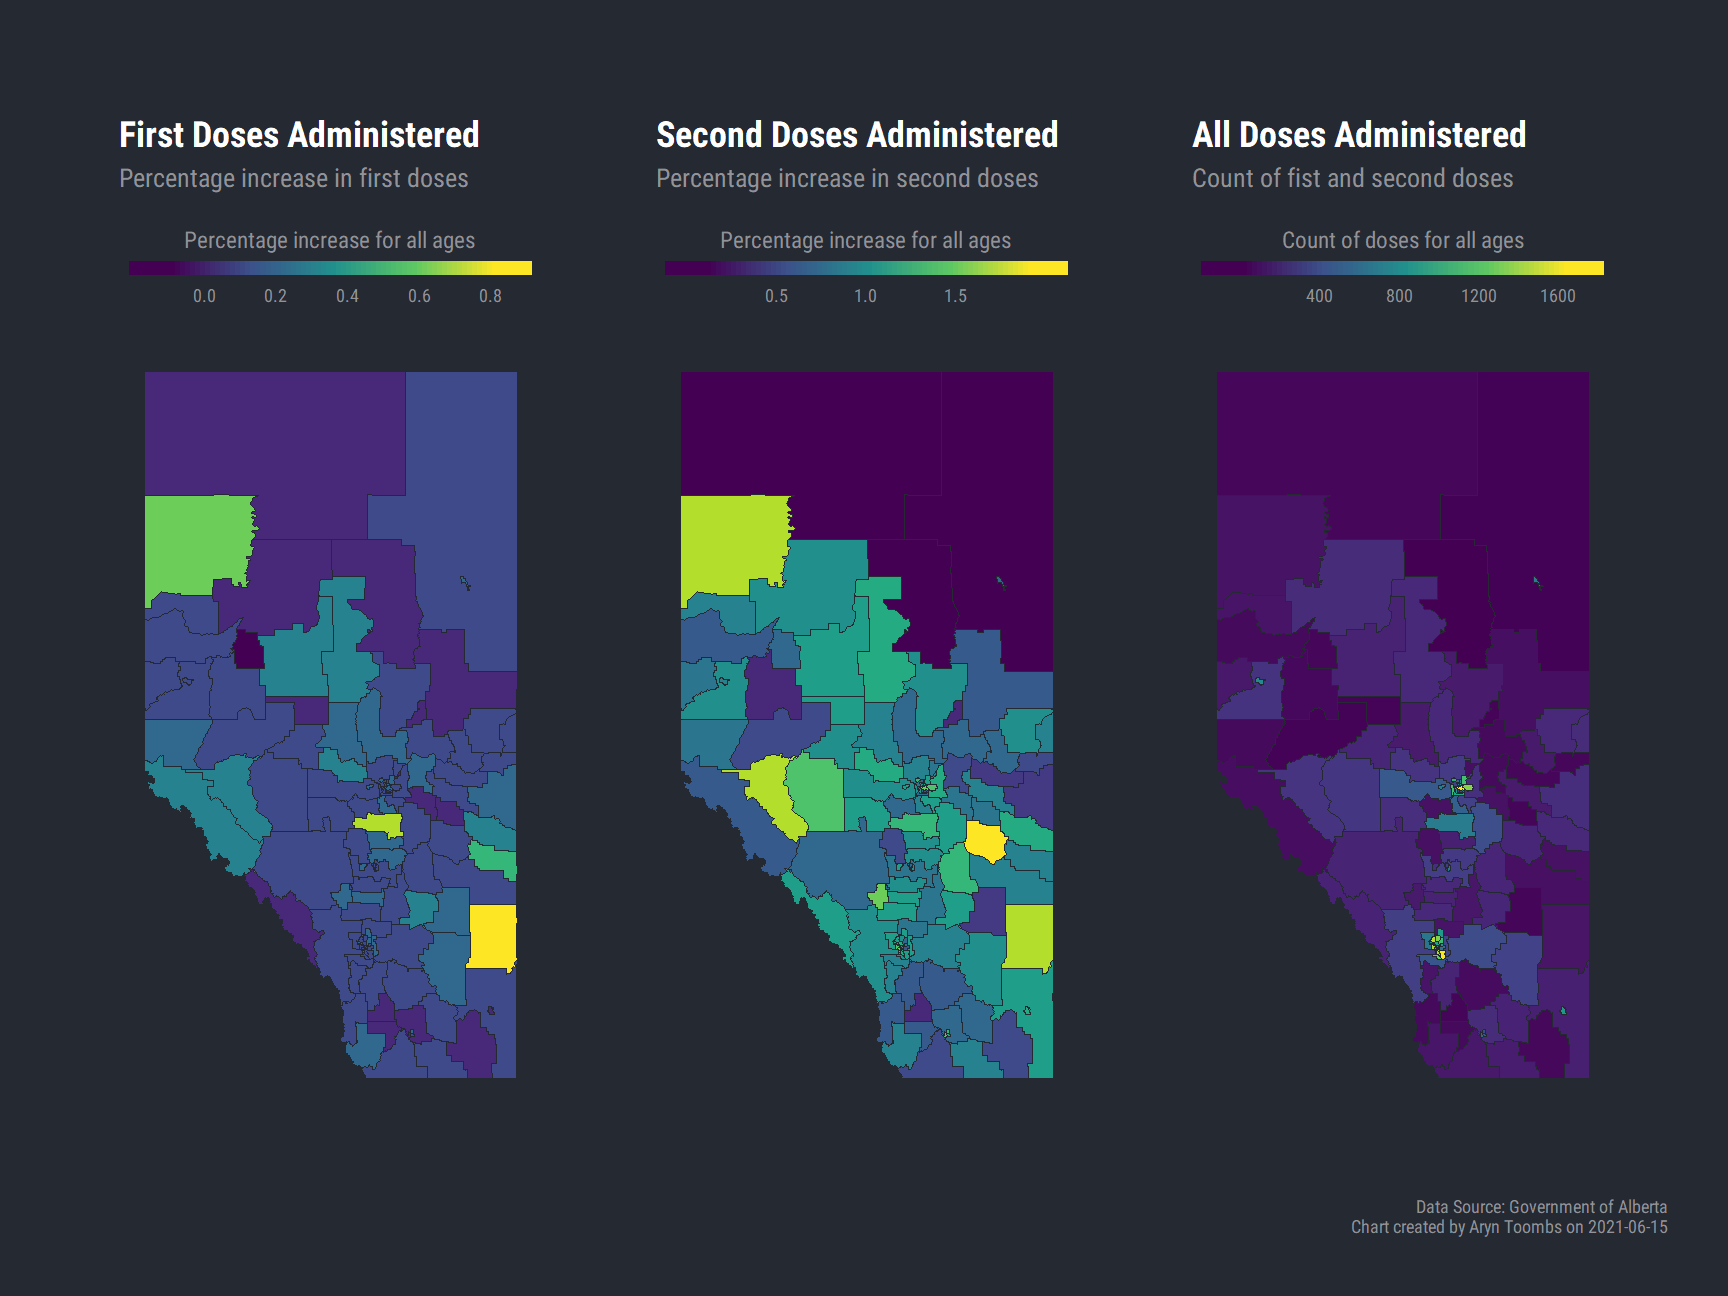 First Doses Administered
Percentage increase in first doses
Percentage increase for all ages
0.0 0.2 0.4 0.6 0.8
Second Doses Administered
Percentage increase in second doses
Percentage increase for all ages
0.5 1.0 1.5
All Doses Administered
Count of fist and second doses
Count of doses for all ages
400 800 1200 1600
Data Source: Government of Alberta
Chart created by Aryn Toombs on 2021-06-15